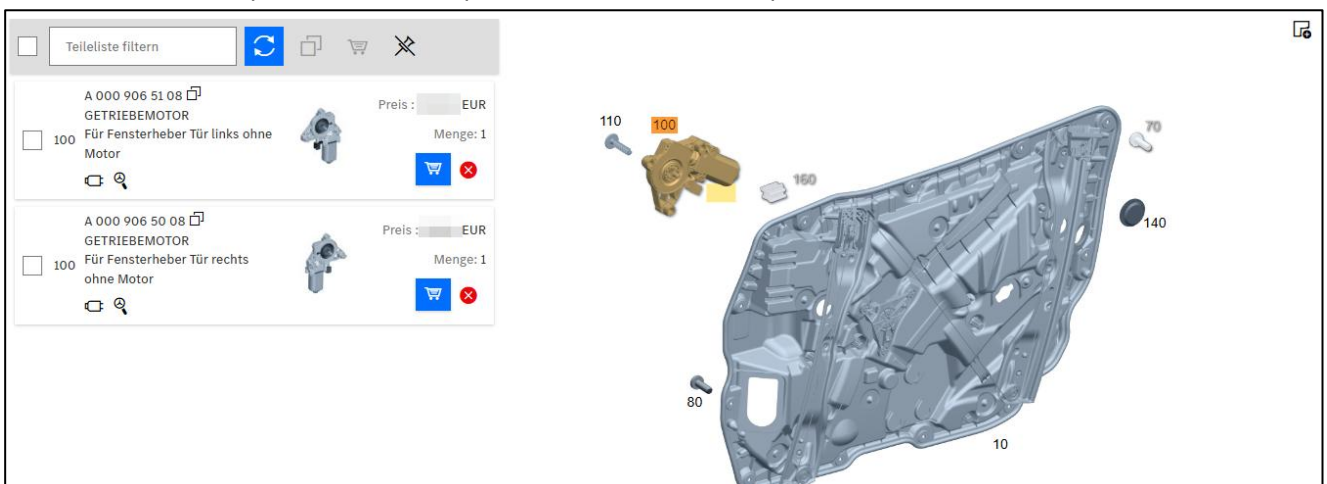 Teileliste filtern
A 000 906 51 08
GETRIEBEMOTOR
100 Für Fensterheber Tür links ohne
Motor
Preis : EUR
Menge: 1
A 000 906 50 08
GETRIEBEMOTOR
100 Für Fensterheber Tür rechts
ohne Motor
Preis : EUR
Menge: 1
110
100
160
70
140
80
10